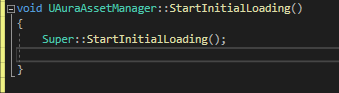 void UAuraAssetManager::StartInitialLoading()
{
    Super::StartInitialLoading();
}